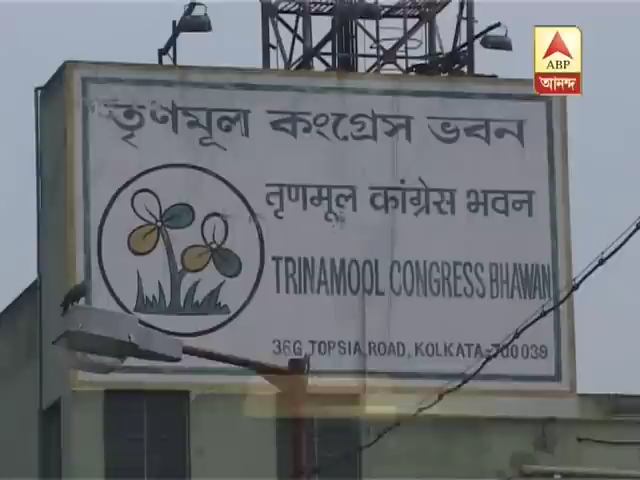 ABP
আনন্দ
তৃণমূল কংগ্রেস ভবন
तृणमूल कांग्रेस भवन
TRINAMOOL CONGRESS BHAWAN
36G, TOPSIA ROAD, KOLKATA-700039